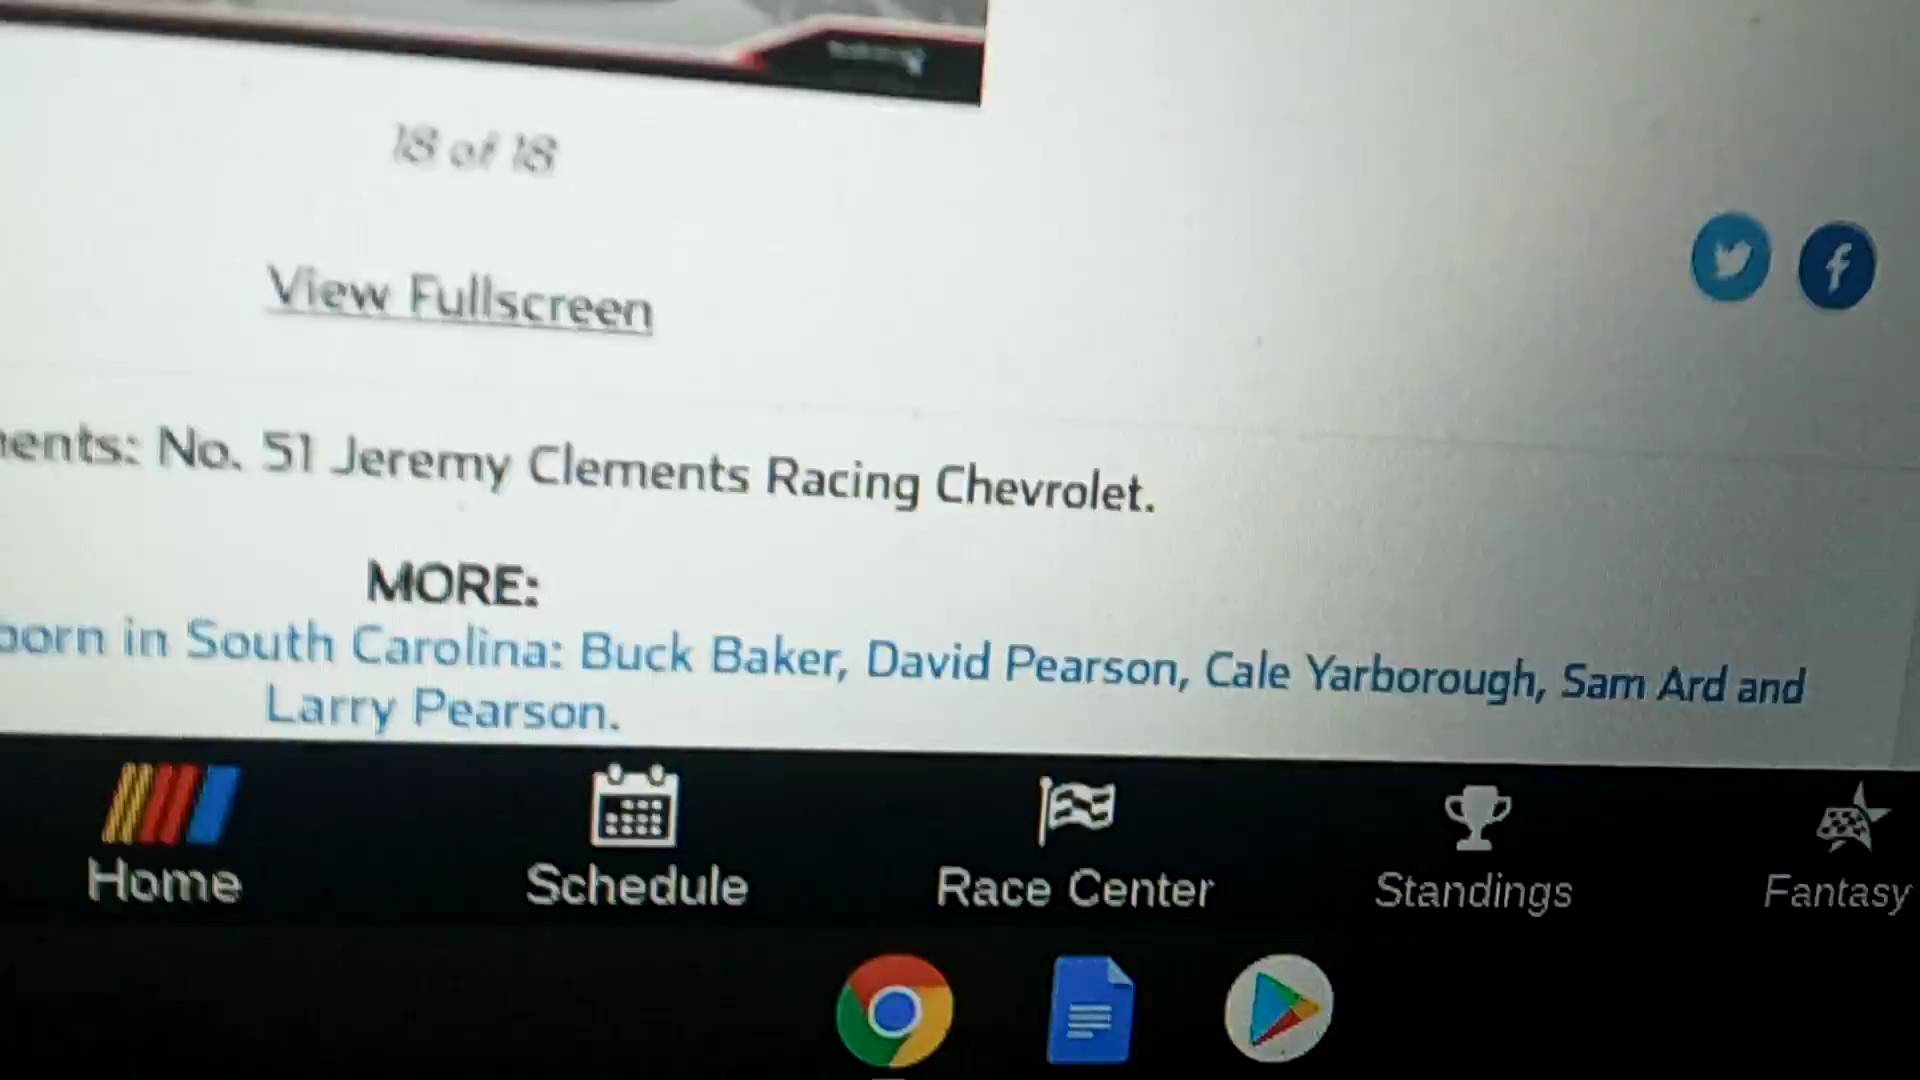 18 of 18
View Fullscreen
ents: No. 51 Jeremy Clements Racing Chevrolet.
MORE:
born in South Carolina: Buck Baker, David Pearson, Cale Yarborough, Sam Ard and
Larry Pearson.
Home Schedule Race Center Standings Fantasy